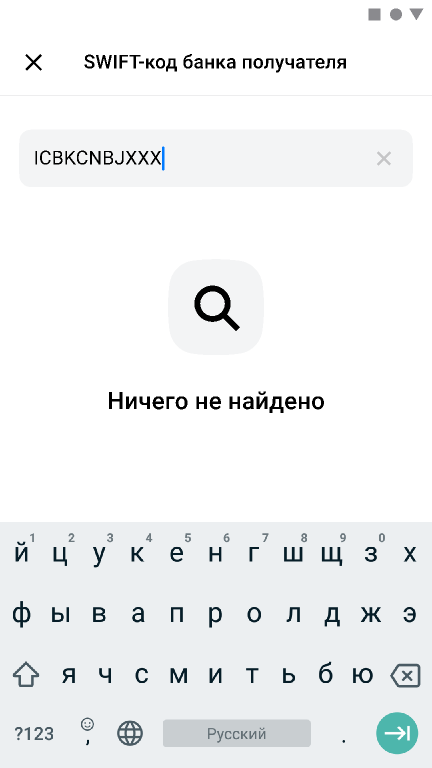 SWIFT-код банка получателя
ICBKCNBJXXX
Ничего не найдено
1 2 3 4 5 6 7 8 9 0
й ц у к е н г ш щ з х
ф ы в а п р о л д ж э
я ч с м и т ь б ю
?123 , Русский .